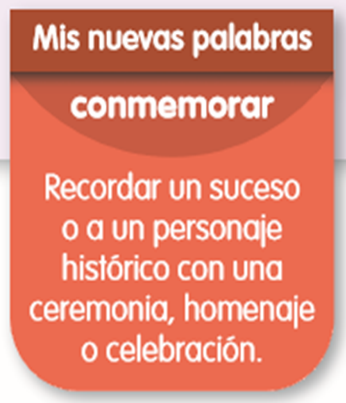 Mis nuevas palabras
conmemorar
Recordar un suceso
o a un personaje
histórico con una
ceremonia, homenaje
o celebración.